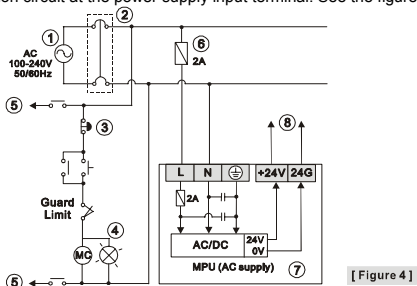 on circuit at the power supply input terminal. See the figure
①
②
AC
100-240V
50/60Hz
⑥
2A
⑤
③
⑧
L N +24V 24G
Guard
Limit
2A
④
MC
AC/DC
24V
0V
MPU (AC supply)
⑦
⑤
[ Figure 4 ]